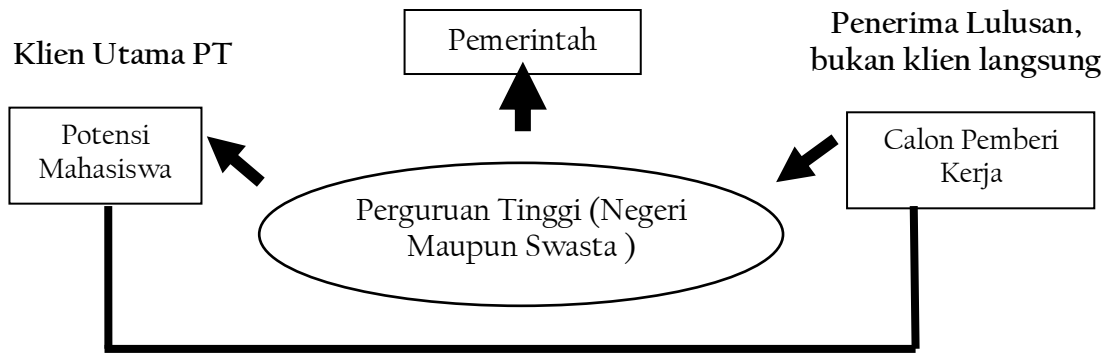 Klien Utama PT
Pemerintah
Penerima Lulusan,
bukan klien langsung
Potensi
Mahasiswa
Calon Pemberi
Kerja
Perguruan Tinggi (Negeri
Maupun Swasta )